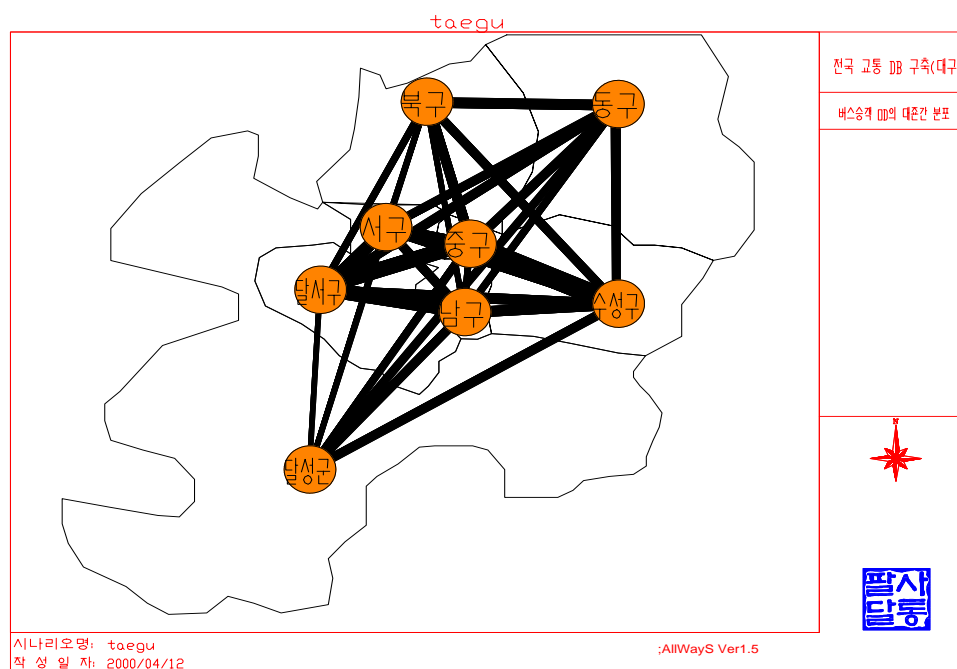 taegu
전국 교통 DB 구축(대구
버스승객 OD의 대존간 분포
북구
동구
서구
중구
달서구
남구
수성구
달성군
N
팔사
달통
시나리오명: taegu
작 성 일 자: 2000/04/12
;AllWayS Ver1.5